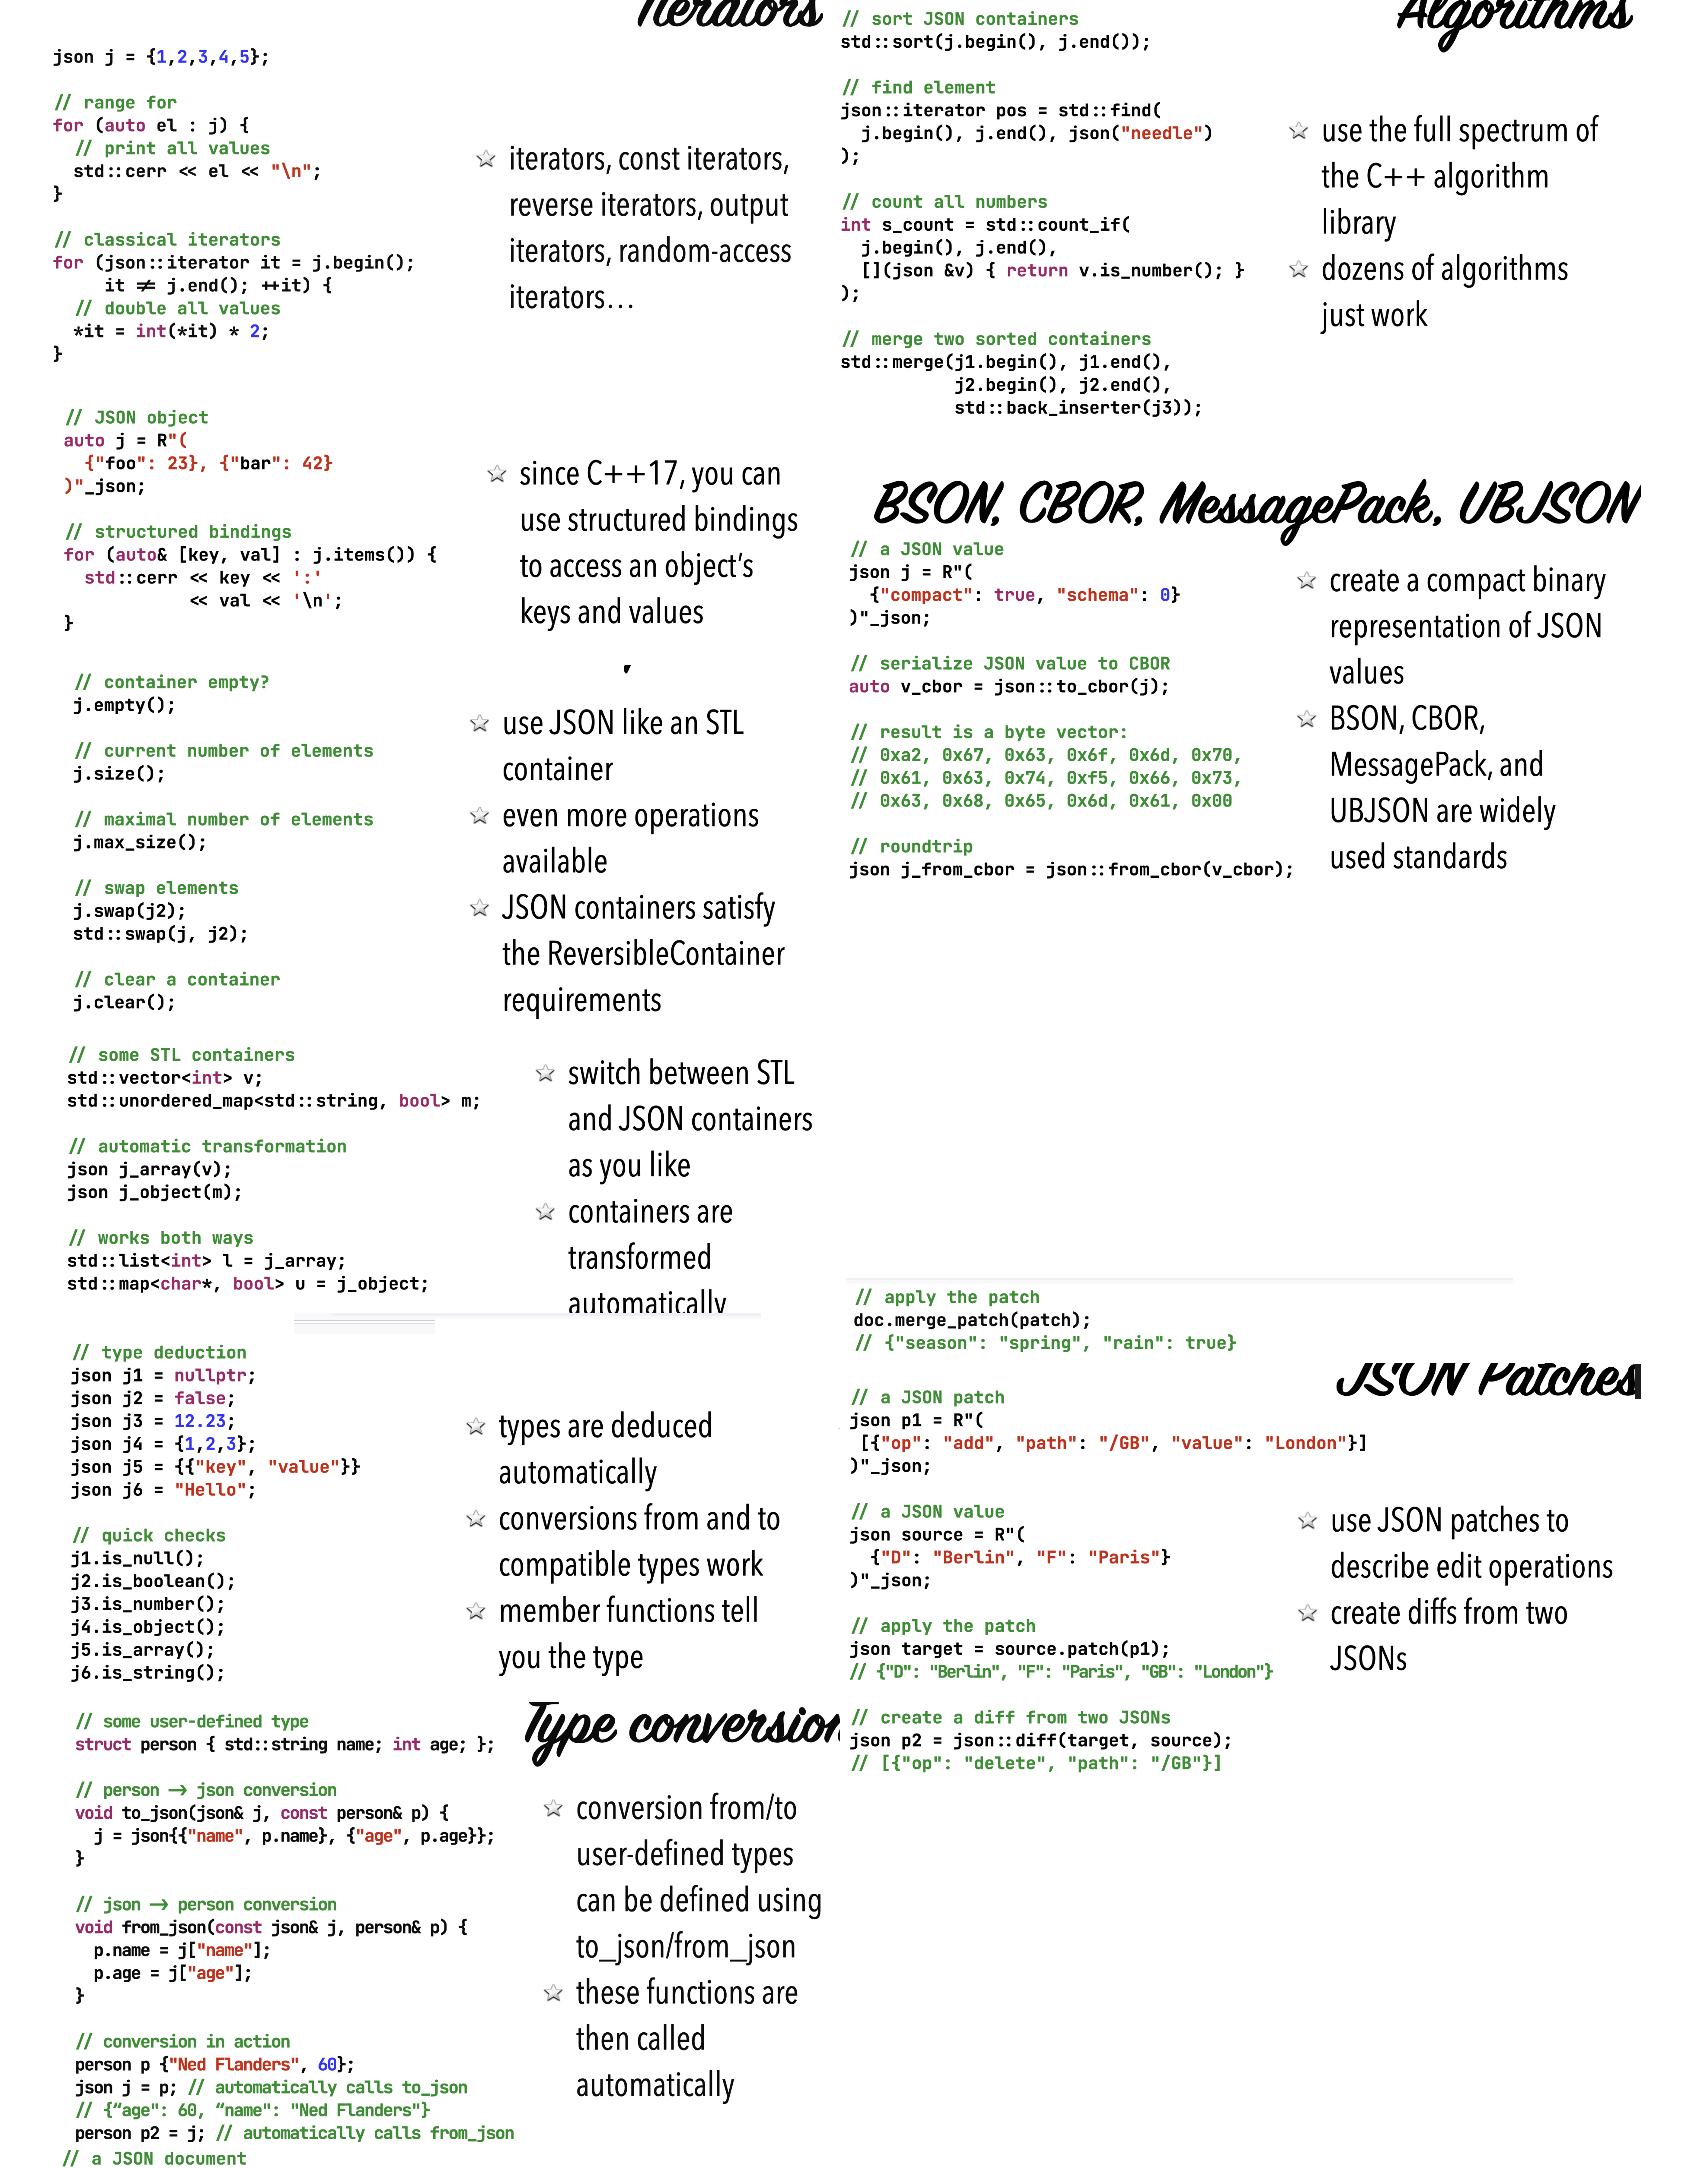 Iterators
json j = {1,2,3,4,5};
// range for
for (auto el : j) {
// print all values
std::cerr << el << "\n";
}
// classical iterators
for (json::iterator it = j.begin();
it ≠ j.end(); ++it) {
// double all values
*it = int(*it) * 2;
}
☆ iterators, const iterators,
reverse iterators, output
iterators, random-access
iterators…
// JSON object
auto j = R"(
{"foo": 23}, {"bar": 42}
)"_json;
// structured bindings
for (auto& [key, val] : j.items()) {
std::cerr << key << ':'
<< val << '\n';
}
☆ since C++17, you can
use structured bindings
to access an object's
keys and values
// container empty?
j.empty();
// current number of elements
j.size();
// maximal number of elements
j.max_size();
// swap elements
j.swap(j2);
std::swap(j, j2);
// clear a container
j.clear();
☆ use JSON like an STL
container
☆ even more operations
available
☆ JSON containers satisfy
the ReversibleContainer
requirements
// some STL containers
std::vector<int> v;
std::unordered_map<std::string, bool> m;
// automatic transformation
json j_array(v);
json j_object(m);
// works both ways
std::list<int> l = j_array;
std::map<char*, bool> u = j_object;
☆ switch between STL
and JSON containers
as you like
☆ containers are
transformed
automatically
// type deduction
json j1 = nullptr;
json j2 = false;
json j3 = 12.23;
json j4 = {1,2,3};
json j5 = {{"key", "value"}}
json j6 = "Hello";
// quick checks
j1.is_null();
j2.is_boolean();
j3.is_number();
j4.is_object();
j5.is_array();
j6.is_string();
☆ types are deduced
automatically
☆ conversions from and to
compatible types work
☆ member functions tell
you the type
Type conversion
// some user-defined type
struct person { std::string name; int age; };
// person → json conversion
void to_json(json& j, const person& p) {
j = json{{"name", p.name}, {"age", p.age}};
}
// json → person conversion
void from_json(const json& j, person& p) {
p.name = j["name"];
p.age = j["age"];
}
// conversion in action
person p {"Ned Flanders", 60};
json j = p; // automatically calls to_json
// {“age": 60, “name": "Ned Flanders"}
person p2 = j; // automatically calls from_json
// a JSON document
☆ conversion from/to
user-defined types
can be defined using
to_json/from_json
☆ these functions are
then called
automatically
Algorithms
// sort JSON containers
std::sort(j.begin(), j.end());
// find element
json::iterator pos = std::find(
j.begin(), j.end(), json("needle")
);
// count all numbers
int s_count = std::count_if(
j.begin(), j.end(),
[](json &v) { return v.is_number(); }
);
// merge two sorted containers
std::merge(j1.begin(), j1.end(),
j2.begin(), j2.end(),
std::back_inserter(j3));
☆ use the full spectrum of
the C++ algorithm
library
☆ dozens of algorithms
just work
BSON, CBOR, MessagePack, UBJSON
// a JSON value
json j = R"(
{"compact": true, "schema": 0}
)"_json;
// serialize JSON value to CBOR
auto v_cbor = json::to_cbor(j);
// result is a byte vector:
// 0xa2, 0x67, 0x63, 0x6f, 0x6d, 0x70,
// 0x61, 0x63, 0x74, 0xf5, 0x66, 0x73,
// 0x63, 0x68, 0x65, 0x6d, 0x61, 0x00
// roundtrip
json j_from_cbor = json::from_cbor(v_cbor);
☆ create a compact binary
representation of JSON
values
☆ BSON, CBOR,
MessagePack, and
UBJSON are widely
used standards
// apply the patch
doc.merge_patch(patch);
// {"season": "spring", "rain": true}
JSON Patches
// a JSON patch
json p1 = R"(
[{"op": "add", "path": "/GB", "value": "London"}]
)"_json;
// a JSON value
json source = R"(
{"D": "Berlin", "F": "Paris"}
)"_json;
// apply the patch
json target = source.patch(p1);
// {"D": "Berlin", "F": "Paris", "GB": "London"}
// create a diff from two JSONs
json p2 = json::diff(target, source);
// [{"op": "delete", "path": "/GB"}]
☆ use JSON patches to
describe edit operations
☆ create diffs from two
JSONs